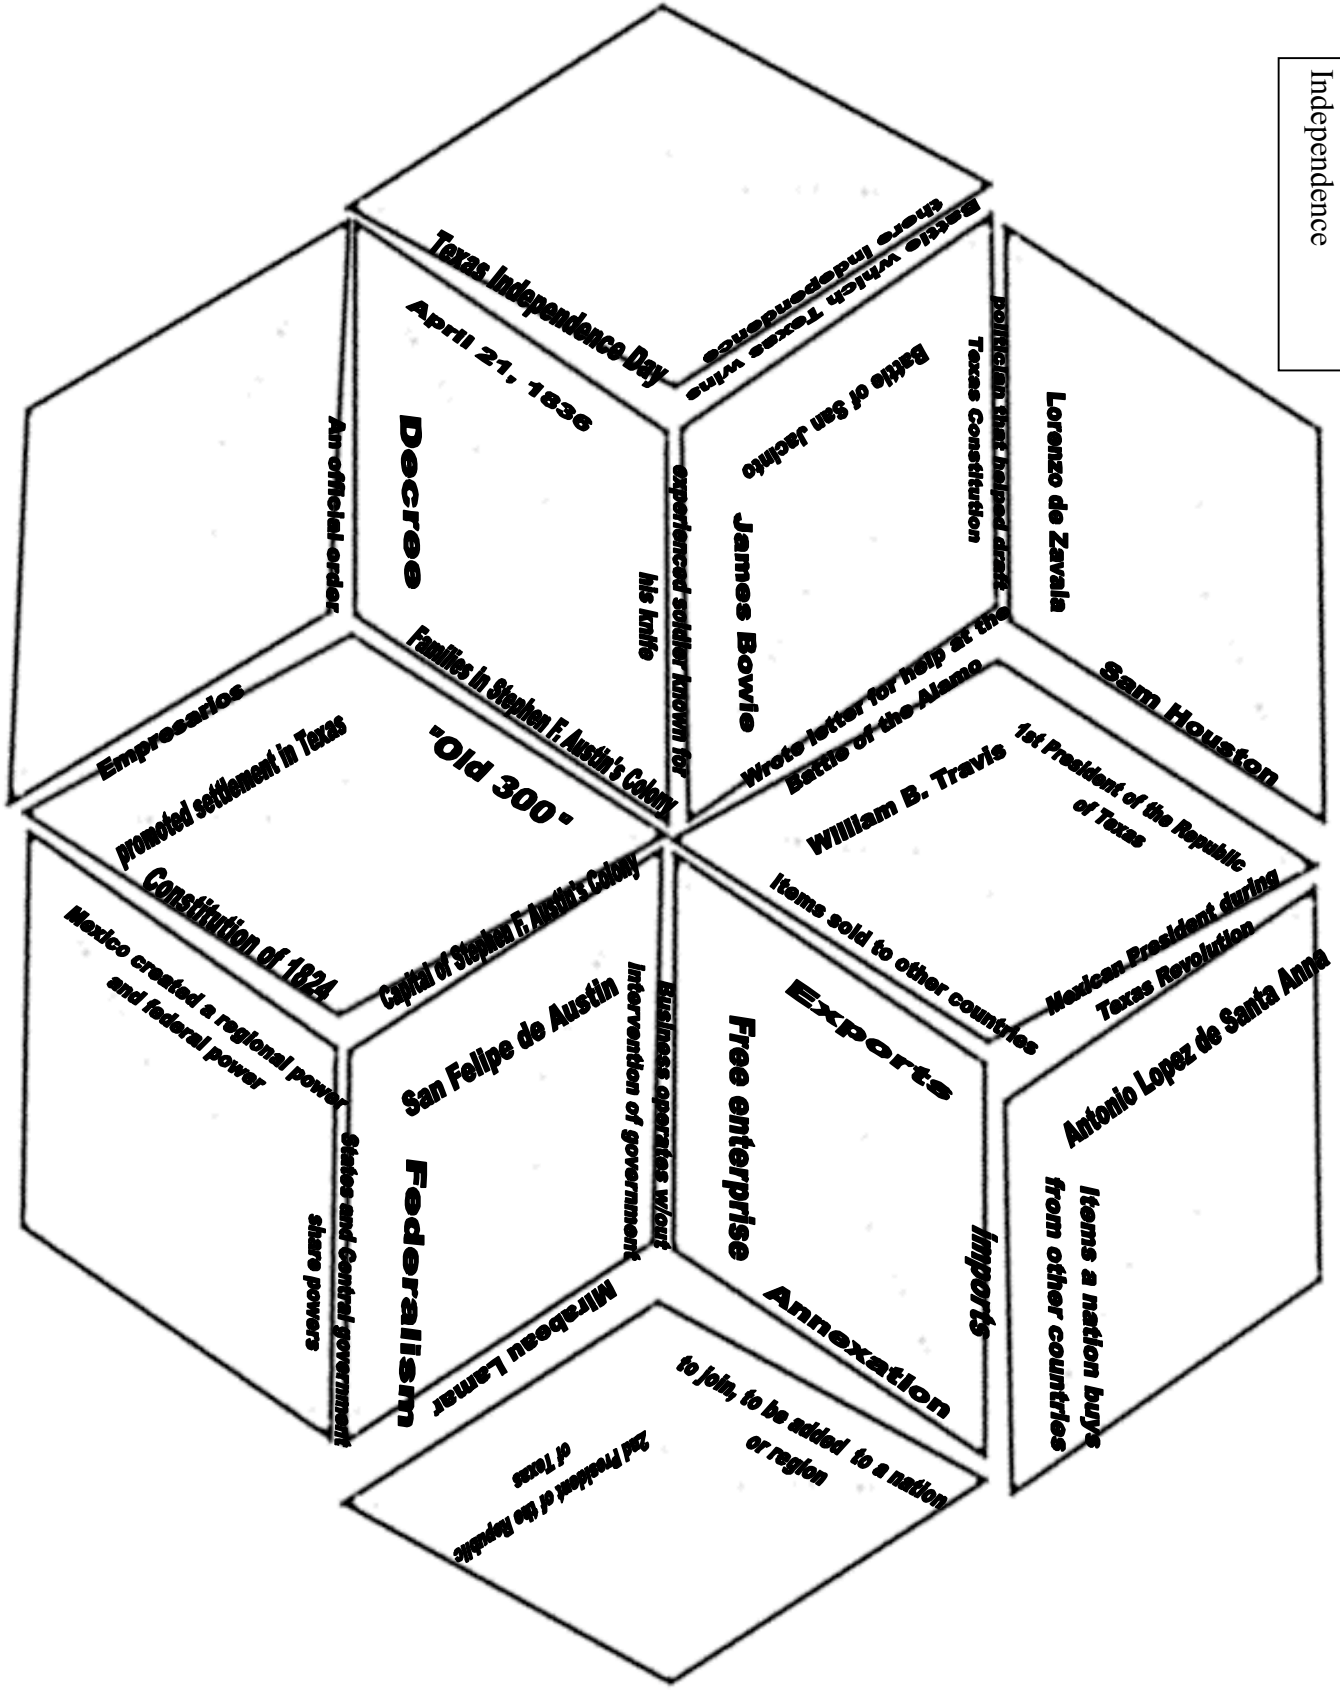 Independence
Battle which Texas wins
there independence
Texas Independence Day
April 21, 1836
Battle of San Jacinto
politician that helped draft
Texas Constitution
Lorenzo de Zavala
An official order
Decree
experienced soldier known for
his knife
James Bowie
Families in Stephen F. Austin's Colony
"Old 300"
Wrote letter for help at the
Battle of the Alamo
William B. Travis
Sam Houston
1st President of the Republic
of Texas
Empresarios
promoted settlement in Texas
Constitution of 1824
Mexico created a regional power
and federal power
Capital of Stephen F. Austin's Colony
San Felipe de Austin
Items sold to other countries
Exports
Mexican President during
Texas Revolution
Antonio Lopez de Santa Anna
Business operates w/out
Intervention of government
Free enterprise
States and Central government
share powers
Federalism
Imports
Items a nation buys
from other countries
Mirabeau Lamar
2nd President of the Republic
of Texas
Annexation
to join, to be added to a nation
or region